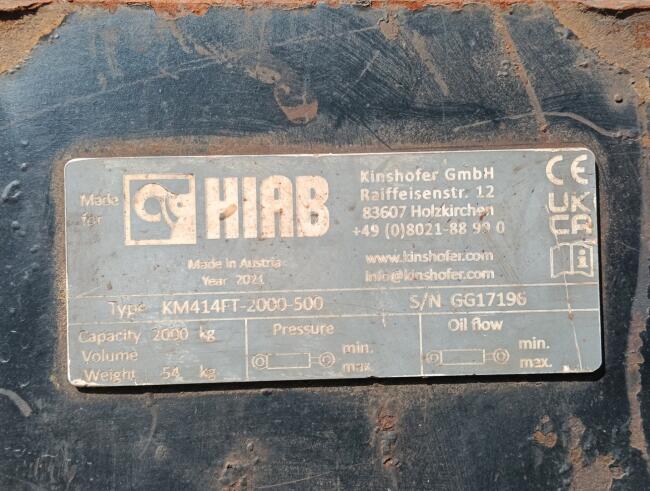 Made for
HIAB
Kinshofer GmbH
Raiffeisenstr. 12
83607 Holzkirchen
+49 (0)8021-88 99 0
www.kinshofer.com
info@kinshofer.com
CE
UK CA
i
Made in Austria
Year 2021
Type KM414FT-2000-500 S/N GG17196
Capacity 2000 kg
Volume
Weight 54 kg
Pressure
min.
max.
Oil flow
min.
max.